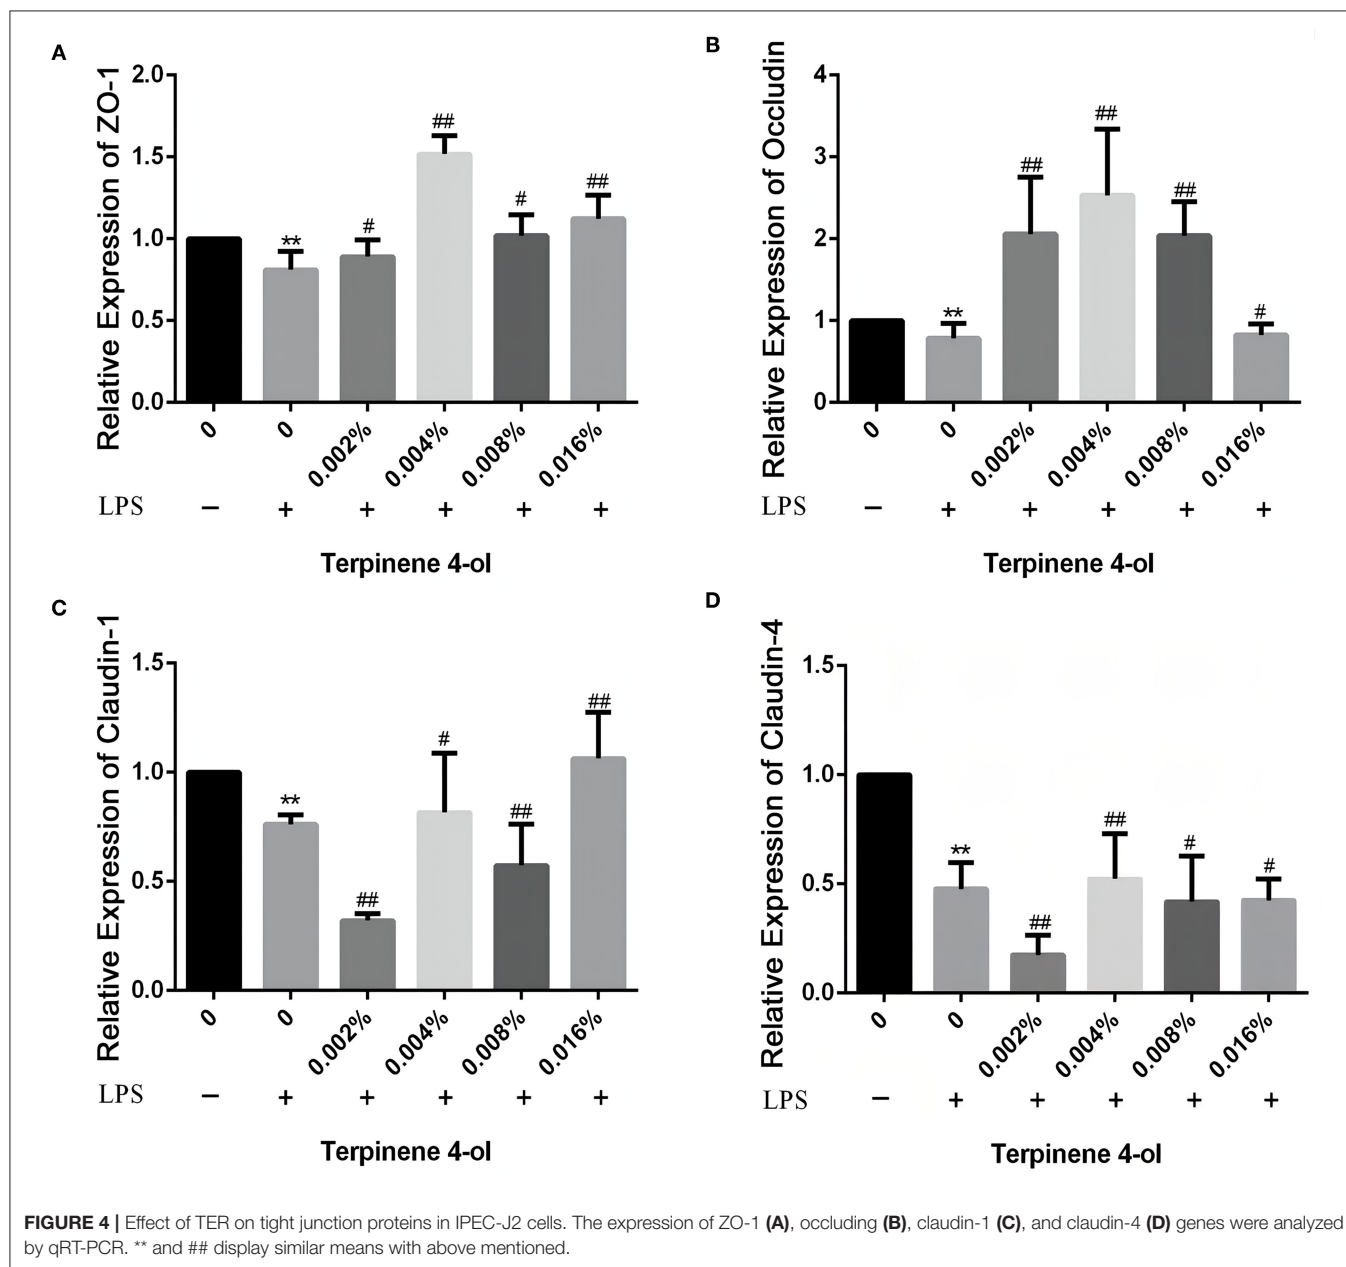 A
Relative Expression of ZO-1
2.0
1.5
1.0
0.5
0.0
**
#
##
#
##
0 0 0.002% 0.004% 0.008% 0.016%
LPS − + + + + +
Terpinene 4-ol
B
Relative Expression of Occludin
4
3
2
1
0
**
##
##
##
#
0 0 0.002% 0.004% 0.008% 0.016%
LPS − + + + + +
Terpinene 4-ol
C
Relative Expression of Claudin-1
1.5
1.0
0.5
0.0
**
##
#
##
##
0 0 0.002% 0.004% 0.008% 0.016%
LPS − + + + + +
Terpinene 4-ol
D
Relative Expression of Claudin-4
1.5
1.0
0.5
0.0
**
##
##
#
#
0 0 0.002% 0.004% 0.008% 0.016%
LPS − + + + + +
Terpinene 4-ol
FIGURE 4 | Effect of TER on tight junction proteins in IPEC-J2 cells. The expression of ZO-1 (A), occluding (B), claudin-1 (C), and claudin-4 (D) genes were analyzed
by qRT-PCR. ** and ## display similar means with above mentioned.